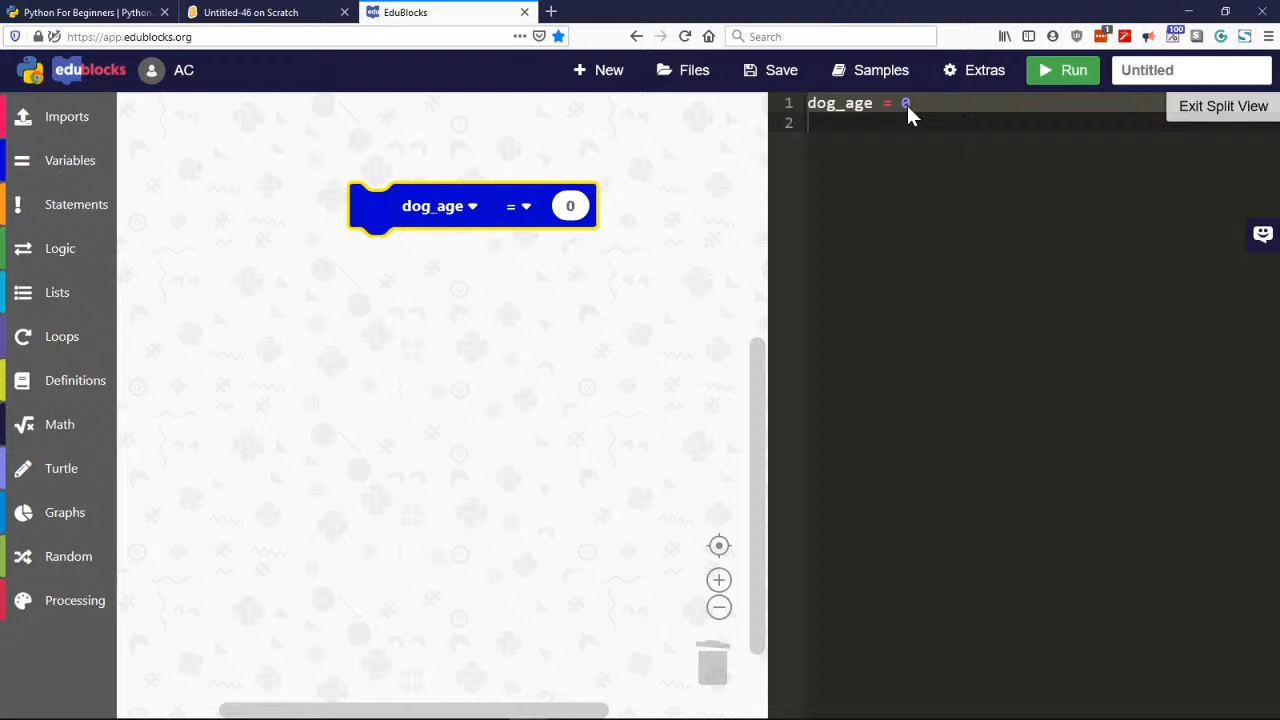 Python For Beginners | Python.
Untitled-46 on Scratch
EduBlocks
https://app.edublocks.org
Search
1
100
edublocks
AC
New
Files
Save
Samples
Extras
Run
Untitled
Imports
Variables
Statements
Logic
Lists
Loops
Definitions
Math
Turtle
Graphs
Random
Processing
dog_age
=
0
1 dog_age = 0
2
Exit Split View